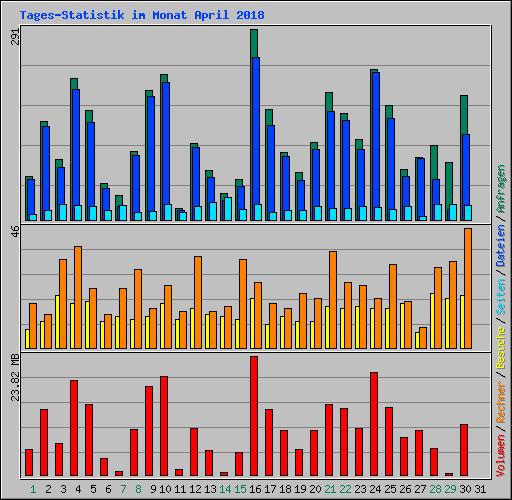 Tages-Statistik im Monat April 2018
291
46
23.82 MB
Volumen / Rechner / Besuche / Seiten / Dateien / Anfragen
1 2 3 4 5 6 7 8 9 10 11 12 13 14 15 16 17 18 19 20 21 22 23 24 25 26 27 28 29 30 31